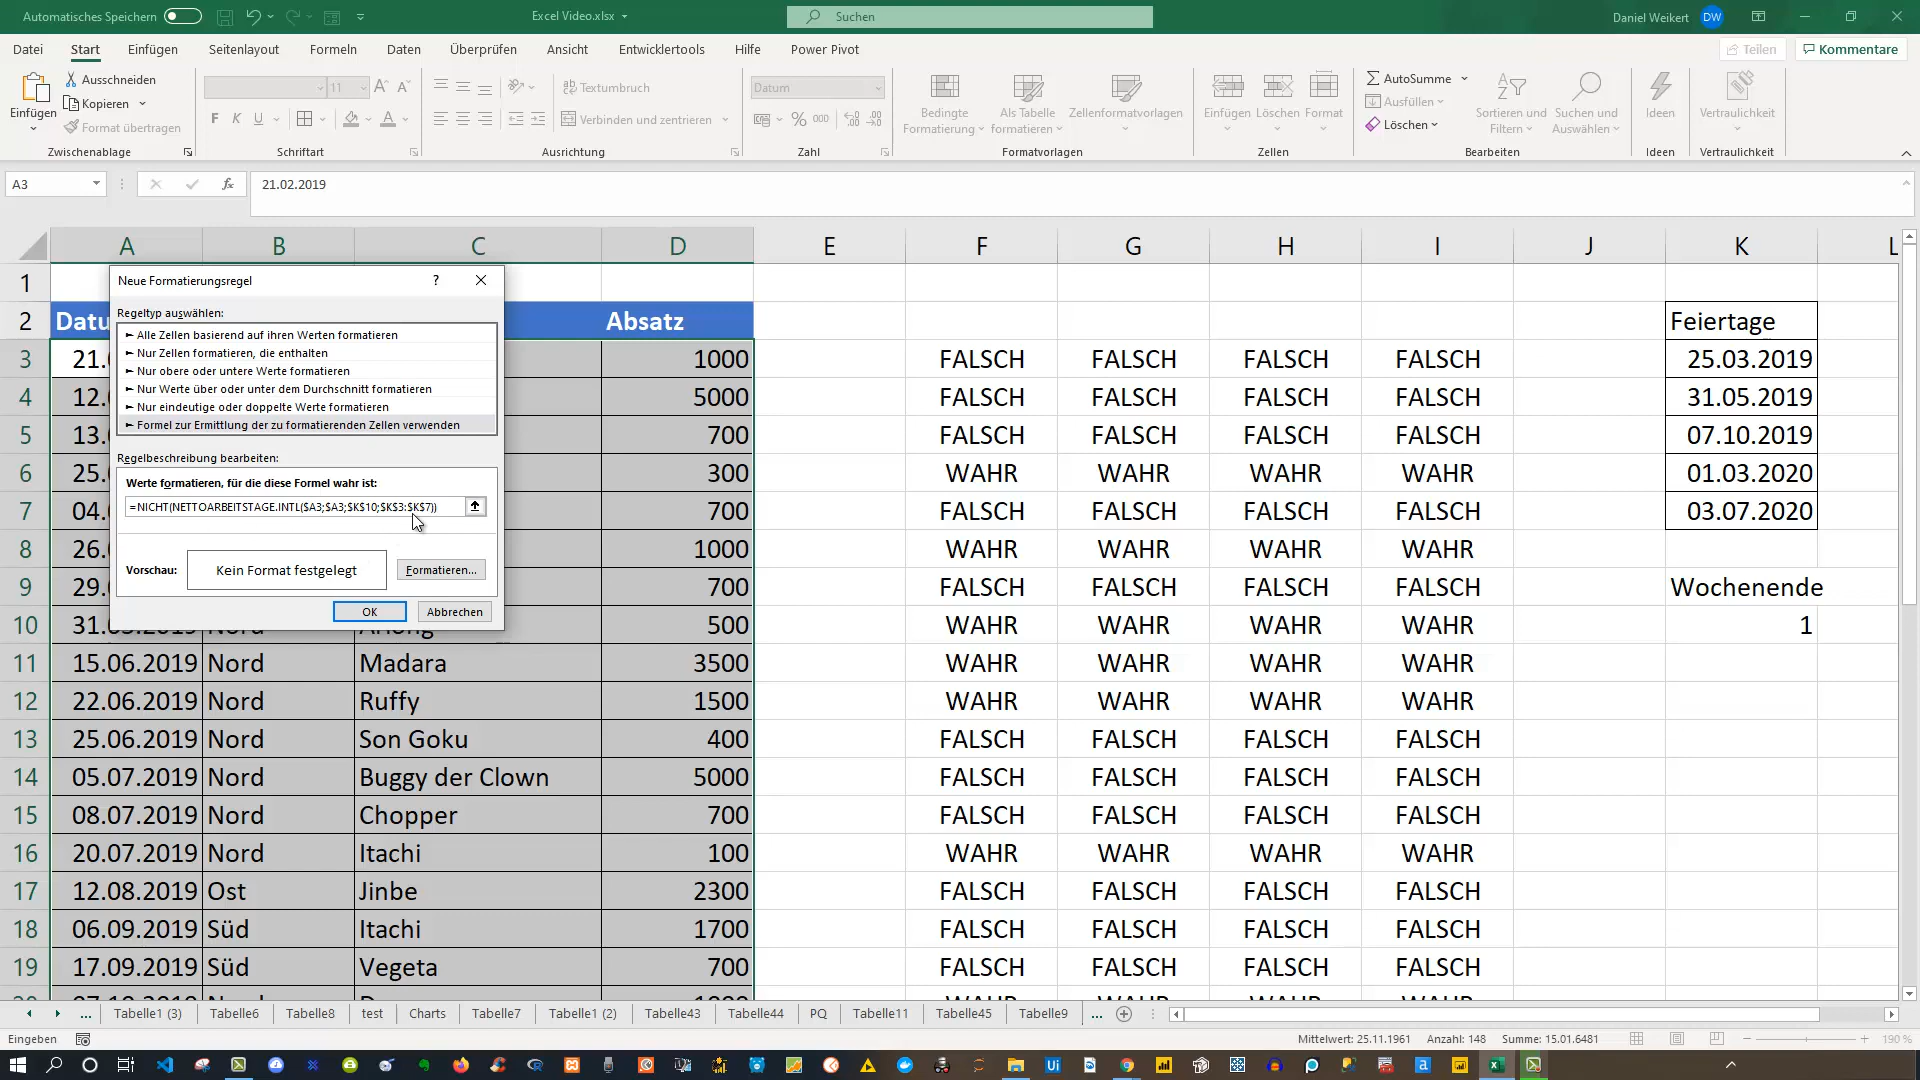 Automatisches Speichern
Excel Video.xlsx
Suchen
Daniel Weikert
DW
Datei Start Einfügen Seitenlayout Formeln Daten Überprüfen Ansicht Entwicklertools Hilfe Power Pivot
Teilen
Kommentare
Einfügen
Ausschneiden
Kopieren
Format übertragen
Zwischenablage
11
F K U
Schriftart
Textumbruch
Verbinden und zentrieren
Ausrichtung
Datum
% 000
Zahl
Bedingte Formatierung
Als Tabelle formatieren
Zellenformatvorlagen
Formatvorlagen
Einfügen Löschen Format
Zellen
AutoSumme
Ausfüllen
Löschen
Sortieren und Filtern
Suchen und Auswählen
Bearbeiten
Ideen
Ideen
Vertraulichkeit
Vertraulichkeit
A3
fx
21.02.2019
A B C D E F G H I J K L
1
2 Datu Absatz Feiertage
3 21.0 1000 FALSCH FALSCH FALSCH FALSCH 25.03.2019
4 12.0 5000 FALSCH FALSCH FALSCH FALSCH 31.05.2019
5 13.0 700 FALSCH FALSCH FALSCH FALSCH 07.10.2019
6 25.0 300 WAHR WAHR WAHR WAHR 01.03.2020
7 04.0 700 FALSCH FALSCH FALSCH FALSCH 03.07.2020
8 26.0 1000 WAHR WAHR WAHR WAHR
9 29.0 700 FALSCH FALSCH FALSCH FALSCH Wochenende
10 31.05.2019 Nord Arlong 500 WAHR WAHR WAHR WAHR 1
11 15.06.2019 Nord Madara 3500 WAHR WAHR WAHR WAHR
12 22.06.2019 Nord Ruffy 1500 WAHR WAHR WAHR WAHR
13 25.06.2019 Nord Son Goku 400 FALSCH FALSCH FALSCH FALSCH
14 05.07.2019 Nord Buggy der Clown 5000 FALSCH FALSCH FALSCH FALSCH
15 08.07.2019 Nord Chopper 700 FALSCH FALSCH FALSCH FALSCH
16 20.07.2019 Nord Itachi 100 WAHR WAHR WAHR WAHR
17 12.08.2019 Ost Jinbe 2300 FALSCH FALSCH FALSCH FALSCH
18 06.09.2019 Süd Itachi 1700 FALSCH FALSCH FALSCH FALSCH
19 17.09.2019 Süd Vegeta 700 FALSCH FALSCH FALSCH FALSCH
Neue Formatierungsregel
?
Regeltyp auswählen:
► Alle Zellen basierend auf ihren Werten formatieren
► Nur Zellen formatieren, die enthalten
► Nur obere oder untere Werte formatieren
► Nur Werte über oder unter dem Durchschnitt formatieren
► Nur eindeutige oder doppelte Werte formatieren
► Formel zur Ermittlung der zu formatierenden Zellen verwenden
Regelbeschreibung bearbeiten:
Werte formatieren, für die diese Formel wahr ist:
=NICHT(NETTOARBEITSTAGE.INTL($A3;$A3;$K$10;$K$3:$K$7))
Vorschau:
Kein Format festgelegt
Formatieren...
OK
Abbrechen
... Tabelle1 (3) Tabelle6 Tabelle8 test Charts Tabelle7 Tabelle1 (2) Tabelle43 Tabelle44 PQ Tabelle11 Tabelle45 Tabelle9 ...
Eingeben
Mittelwert: 25.11.1961 Anzahl: 148 Summe: 15.01.6481
190 %